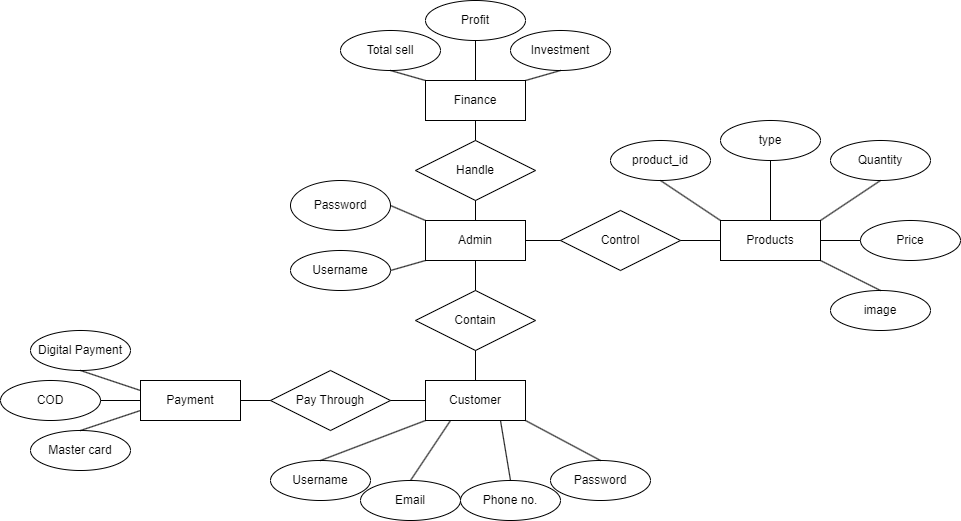 Profit
Total sell
Investment
Finance
Handle
product_id
type
Quantity
Password
Admin
Control
Products
Price
Username
image
Contain
Digital Payment
COD
Payment
Pay Through
Customer
Master card
Username
Email
Phone no.
Password